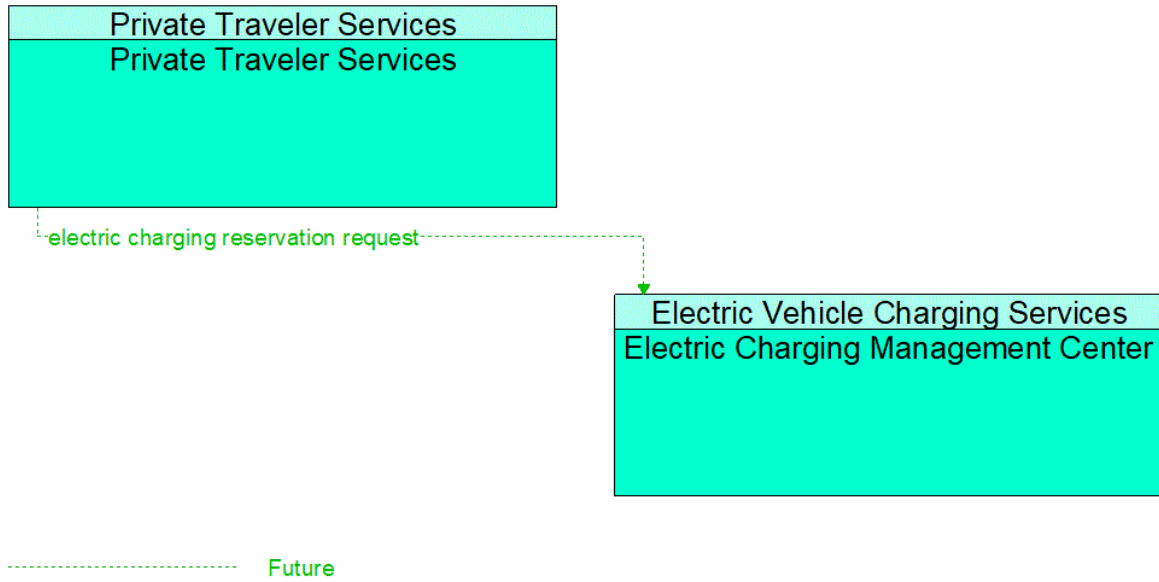 Private Traveler Services
Private Traveler Services
electric charging reservation request
Electric Vehicle Charging Services
Electric Charging Management Center
Future